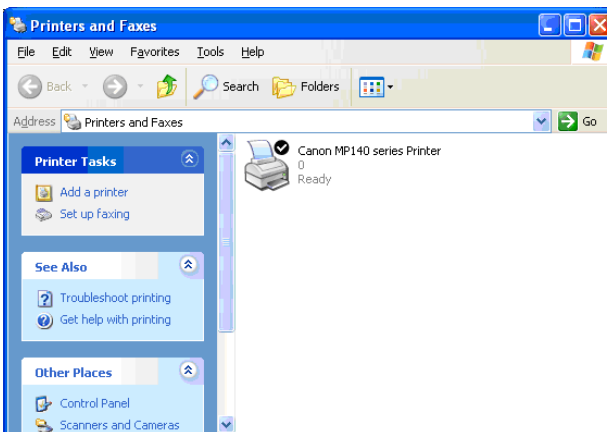 Printers and Faxes
File Edit View Favorites Tools Help
Back Search Folders
Address Printers and Faxes Go
Printer Tasks
Add a printer
Set up faxing
See Also
Troubleshoot printing
Get help with printing
Other Places
Control Panel
Scanners and Cameras
Canon MP140 series Printer
0
Ready